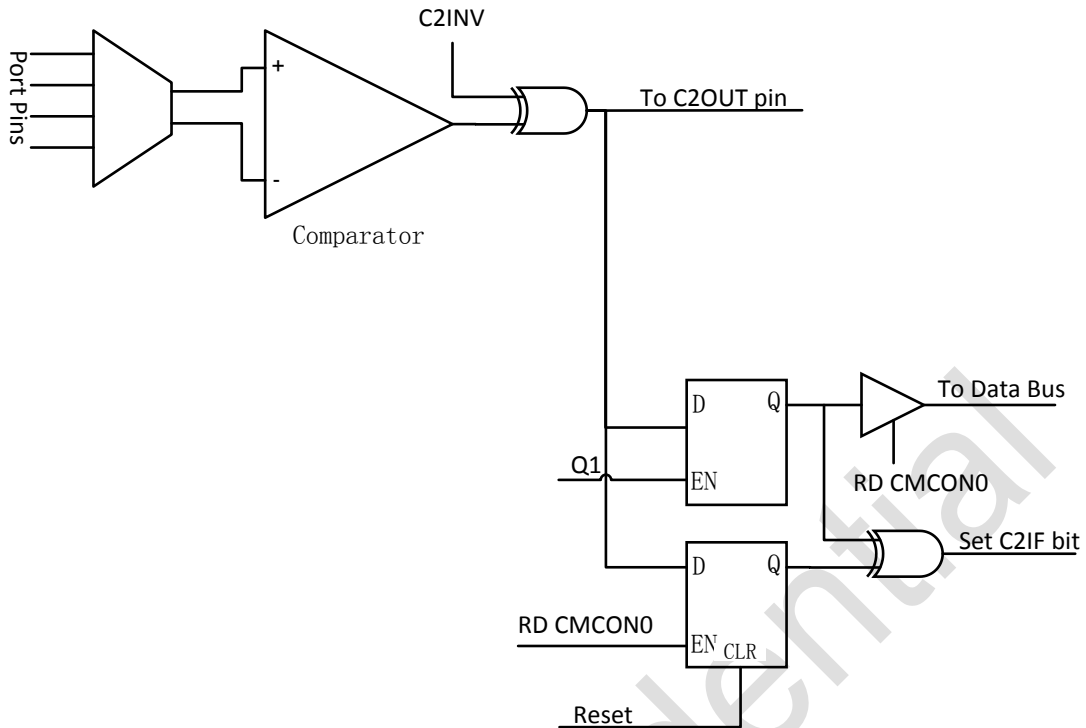 C2INV
Port Pins
+
-
To C2OUT pin
Comparator
D
Q
To Data Bus
Q1
EN
RD CMCON0
Set C2IF bit
D
Q
RD CMCON0
EN
CLR
Reset
dential